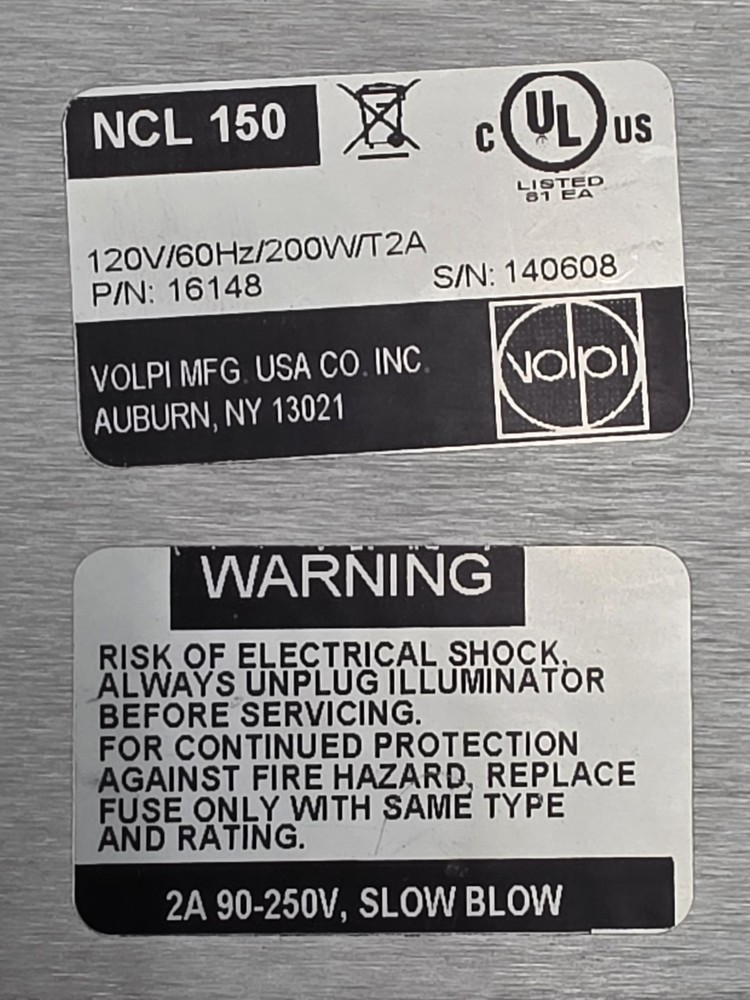 NCL 150
C UL US
LISTED
61 EA
120V/60Hz/200W/T2A
P/N: 16148
S/N: 140608
VOLPI MFG. USA CO. INC.
AUBURN, NY 13021
VOLPI
WARNING
RISK OF ELECTRICAL SHOCK.
ALWAYS UNPLUG ILLUMINATOR
BEFORE SERVICING.
FOR CONTINUED PROTECTION
AGAINST FIRE HAZARD, REPLACE
FUSE ONLY WITH SAME TYPE
AND RATING.
2A 90-250V, SLOW BLOW